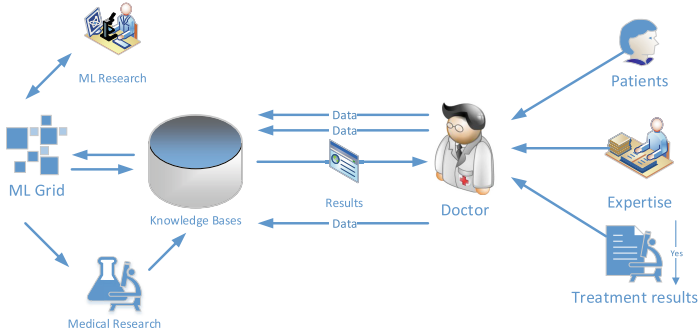 ML Research
Patients
Data
Data
ML Grid
Knowledge Bases
Results
Doctor
Expertise
Data
Yes
Medical Research
Treatment results